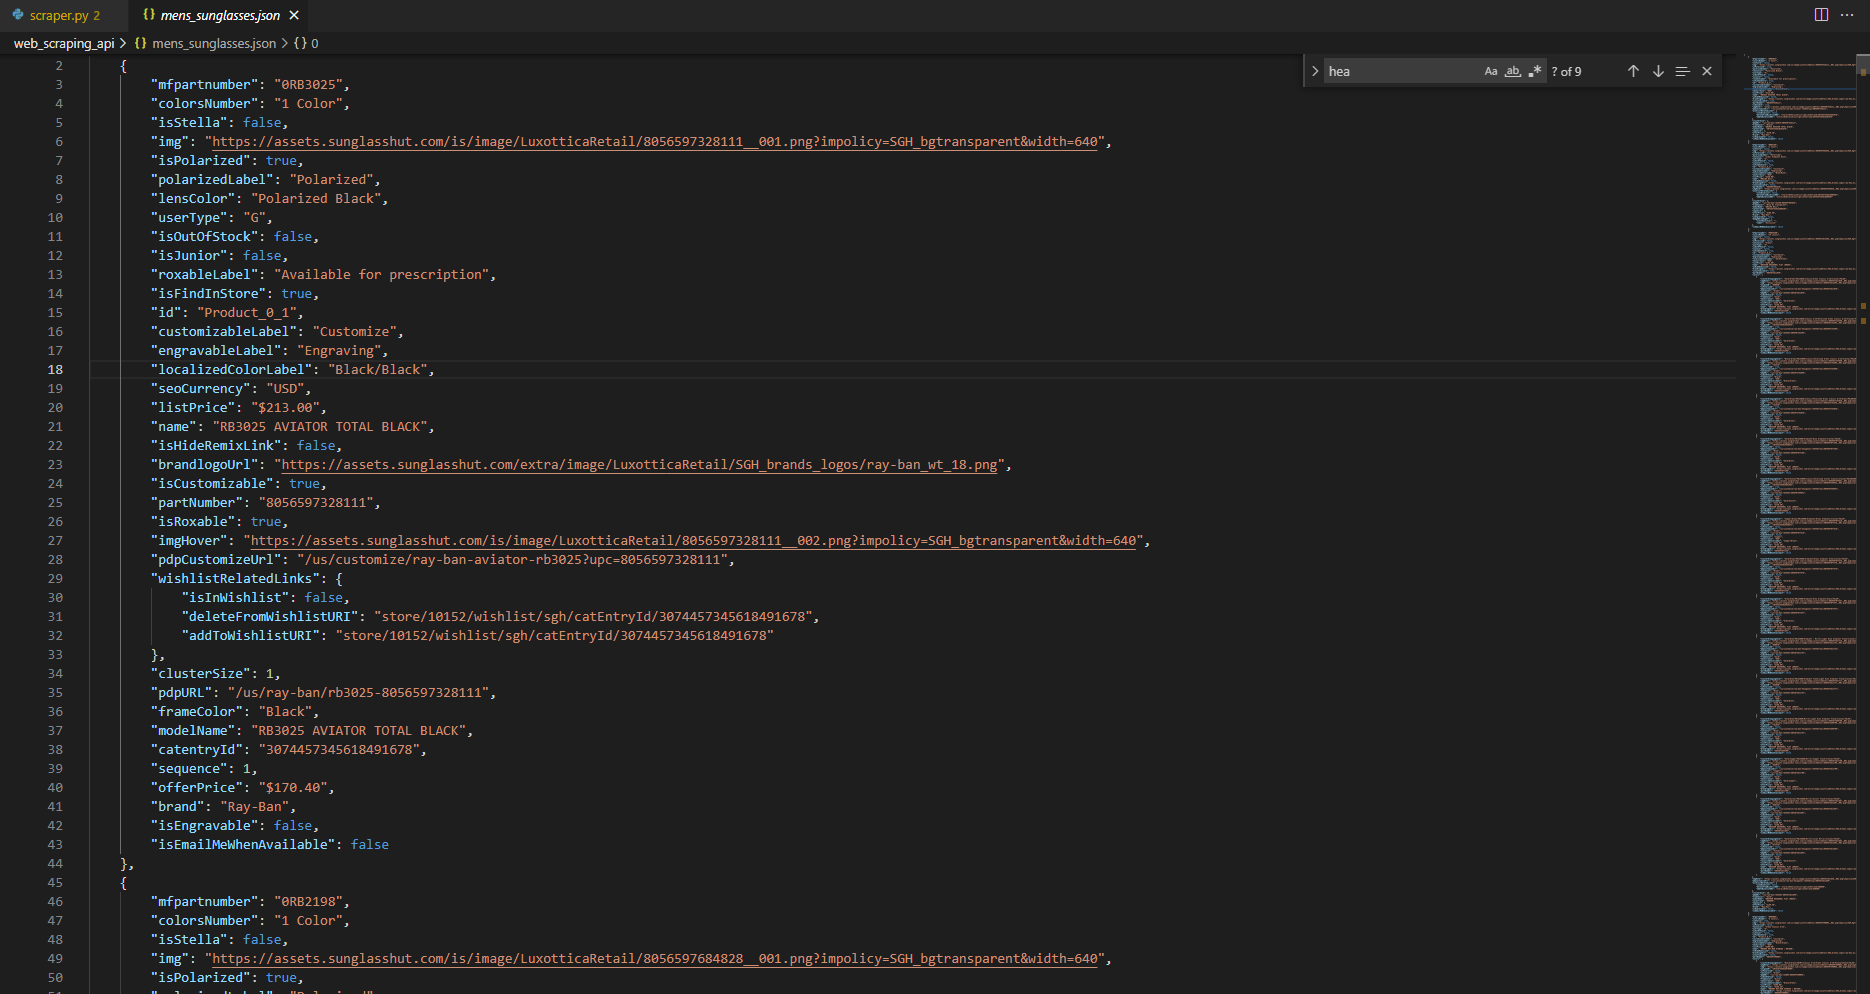 scraper.py 2
{} mens_sunglasses.json ×
web_scraping_api > {} mens_sunglasses.json > {} 0
hea Aa ab, .* ? of 9
2 {
3 "mfpartnumber": "0RB3025",
4 "colorsNumber": "1 Color",
5 "isStella": false,
6 "img": "https://assets.sunglasshut.com/is/image/LuxotticaRetail/8056597328111__001.png?impolicy=SGH_bgtransparent&width=640",
7 "isPolarized": true,
8 "polarizedLabel": "Polarized",
9 "lensColor": "Polarized Black",
10 "userType": "G",
11 "isOutOfStock": false,
12 "isJunior": false,
13 "roxableLabel": "Available for prescription",
14 "isFindInStore": true,
15 "id": "Product_0_1",
16 "customizableLabel": "Customize",
17 "engravableLabel": "Engraving",
18 "localizedColorLabel": "Black/Black",
19 "seoCurrency": "USD",
20 "listPrice": "$213.00",
21 "name": "RB3025 AVIATOR TOTAL BLACK",
22 "isHideRemixLink": false,
23 "brandlogoUrl": "https://assets.sunglasshut.com/extra/image/LuxotticaRetail/SGH_brands_logos/ray-ban_wt_18.png",
24 "isCustomizable": true,
25 "partNumber": "8056597328111",
26 "isRoxable": true,
27 "imgHover": "https://assets.sunglasshut.com/is/image/LuxotticaRetail/8056597328111__002.png?impolicy=SGH_bgtransparent&width=640",
28 "pdpCustomizeUrl": "/us/customize/ray-ban-aviator-rb3025?upc=8056597328111",
29 "wishlistRelatedLinks": {
30 "isInWishlist": false,
31 "deleteFromWishlistURI": "store/10152/wishlist/sgh/catEntryId/3074457345618491678",
32 "addToWishlistURI": "store/10152/wishlist/sgh/catEntryId/3074457345618491678"
33 },
34 "clusterSize": 1,
35 "pdpURL": "/us/ray-ban/rb3025-8056597328111",
36 "frameColor": "Black",
37 "modelName": "RB3025 AVIATOR TOTAL BLACK",
38 "catentryId": "3074457345618491678",
39 "sequence": 1,
40 "offerPrice": "$170.40",
41 "brand": "Ray-Ban",
42 "isEngravable": false,
43 "isEmailMeWhenAvailable": false
44 },
45 {
46 "mfpartnumber": "0RB2198",
47 "colorsNumber": "1 Color",
48 "isStella": false,
49 "img": "https://assets.sunglasshut.com/is/image/LuxotticaRetail/8056597684828__001.png?impolicy=SGH_bgtransparent&width=640",
50 "isPolarized": true,